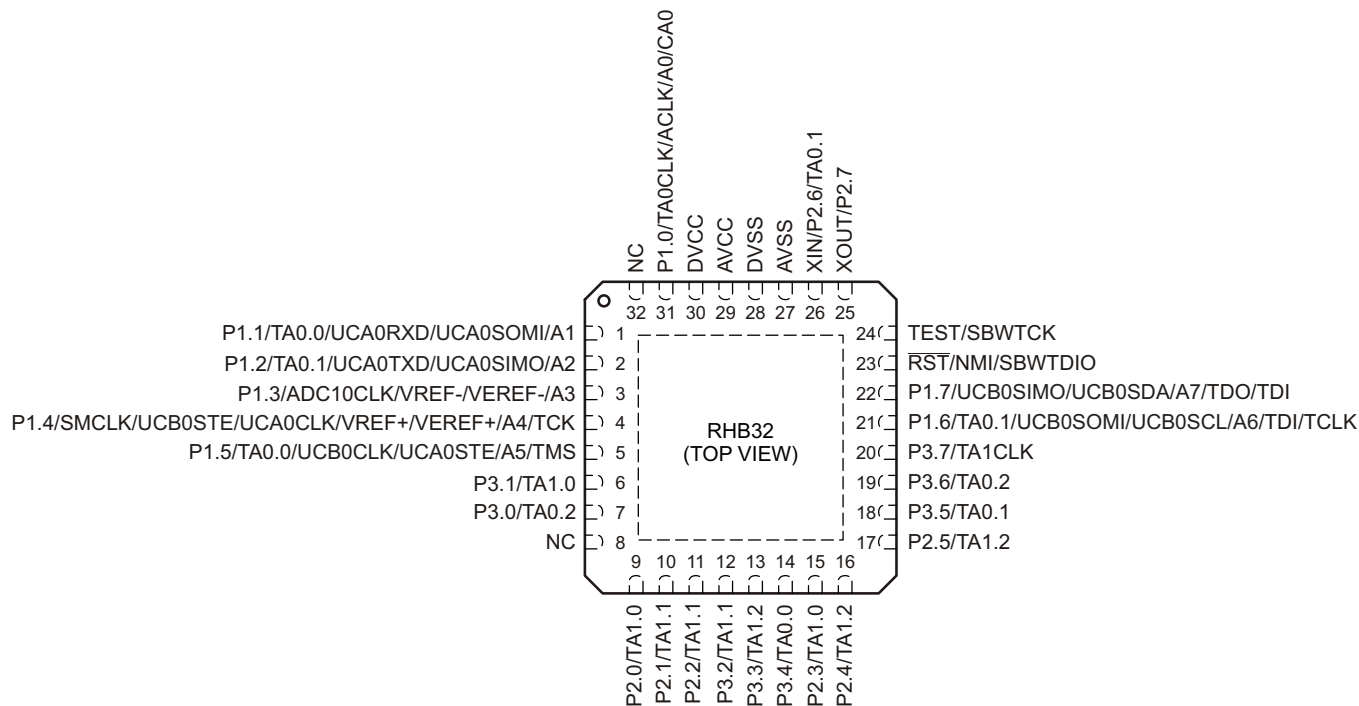 NC
P1.0/TA0CLK/ACLK/A0/CA0
DVCC
AVCC
DVSS
AVSS
XIN/P2.6/TA0.1
XOUT/P2.7
32
31
30
29
28
27
26
25
P1.1/TA0.0/UCA0RXD/UCA0SOMI/A1
1
P1.2/TA0.1/UCA0TXD/UCA0SIMO/A2
2
P1.3/ADC10CLK/VREF-/VEREF-/A3
3
P1.4/SMCLK/UCB0STE/UCA0CLK/VREF+/VEREF+/A4/TCK
4
P1.5/TA0.0/UCB0CLK/UCA0STE/A5/TMS
5
P3.1/TA1.0
6
P3.0/TA0.2
7
NC
8
RHB32
(TOP VIEW)
24
TEST/SBWTCK
23
RST/NMI/SBWTDIO
22
P1.7/UCB0SIMO/UCB0SDA/A7/TDO/TDI
21
P1.6/TA0.1/UCB0SOMI/UCB0SCL/A6/TDI/TCLK
20
P3.7/TA1CLK
19
P3.6/TA0.2
18
P3.5/TA0.1
17
P2.5/TA1.2
9
10
11
12
13
14
15
16
P2.0/TA1.0
P2.1/TA1.1
P2.2/TA1.1
P3.2/TA1.1
P3.3/TA1.2
P3.4/TA0.0
P2.3/TA1.0
P2.4/TA1.2